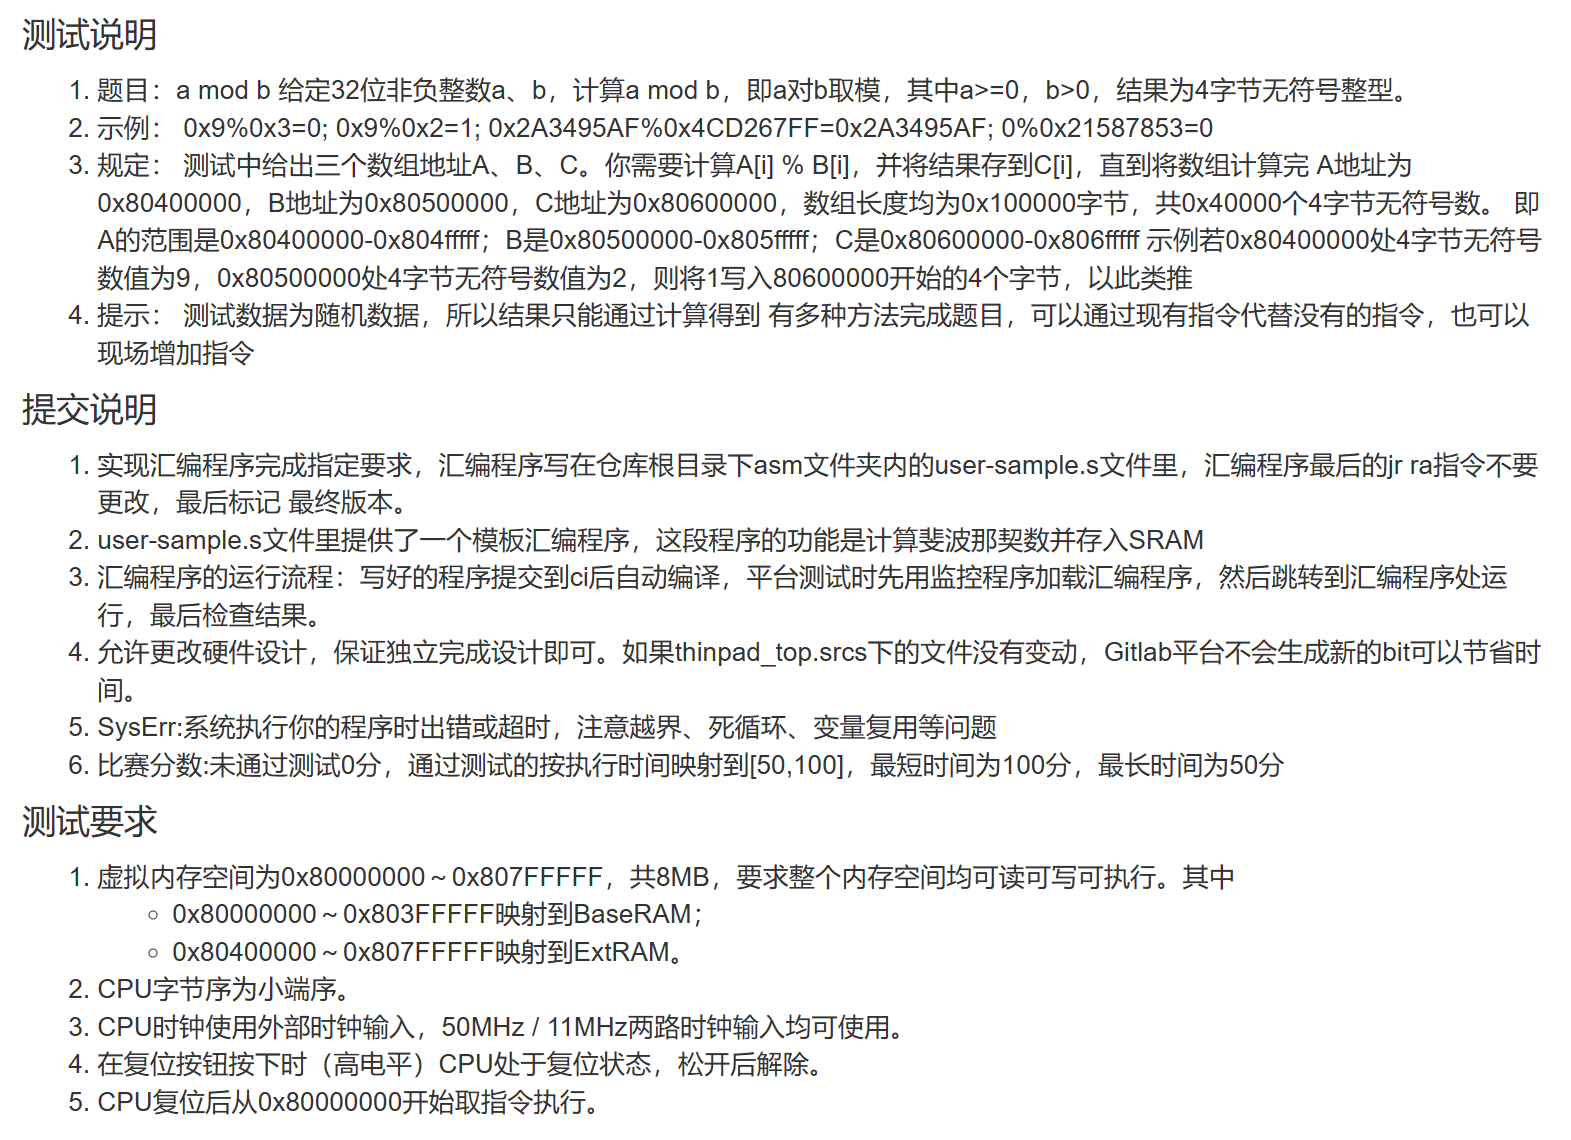 测试说明
1. 题目：a mod b 给定32位非负整数a、b，计算a mod b，即a对b取模，其中a>=0，b>0，结果为4字节无符号整型。
2. 示例： 0x9%0x3=0; 0x9%0x2=1; 0x2A3495AF%0x4CD267FF=0x2A3495AF; 0%0x21587853=0
3. 规定： 测试中给出三个数组地址A、B、C。你需要计算A[i] % B[i]，并将结果存到C[i]，直到将数组计算完 A地址为
0x80400000，B地址为0x80500000，C地址为0x80600000，数组长度均为0x100000字节，共0x40000个4字节无符号数。 即
A的范围是0x80400000-0x804fffff；B是0x80500000-0x805fffff；C是0x80600000-0x806fffff 示例若0x80400000处4字节无符号
数值为9，0x80500000处4字节无符号数值为2，则将1写入80600000开始的4个字节，以此类推
4. 提示： 测试数据为随机数据，所以结果只能通过计算得到 有多种方法完成题目，可以通过现有指令代替没有的指令，也可以
现场增加指令
提交说明
1. 实现汇编程序完成指定要求，汇编程序写在仓库根目录下asm文件夹内的user-sample.s文件里，汇编程序最后的jr ra指令不要
更改，最后标记 最终版本。
2. user-sample.s文件里提供了一个模板汇编程序，这段程序的功能是计算斐波那契数并存入SRAM
3. 汇编程序的运行流程：写好的程序提交到ci后自动编译，平台测试时先用监控程序加载汇编程序，然后跳转到汇编程序处运
行，最后检查结果。
4. 允许更改硬件设计，保证独立完成设计即可。如果thinpad_top.srcs下的文件没有变动，Gitlab平台不会生成新的bit可以节省时
间。
5. SysErr:系统执行你的程序时出错或超时，注意越界、死循环、变量复用等问题
6. 比赛分数:未通过测试0分，通过测试的按执行时间映射到[50,100]，最短时间为100分，最长时间为50分
测试要求
1. 虚拟内存空间为0x80000000～0x807FFFFF，共8MB，要求整个内存空间均可读可写可执行。其中
◦ 0x80000000～0x803FFFFF映射到BaseRAM；
◦ 0x80400000～0x807FFFFF映射到ExtRAM。
2. CPU字节序为小端序。
3. CPU时钟使用外部时钟输入，50MHz / 11MHz两路时钟输入均可使用。
4. 在复位按钮按下时（高电平）CPU处于复位状态，松开后解除。
5. CPU复位后从0x80000000开始取指令执行。